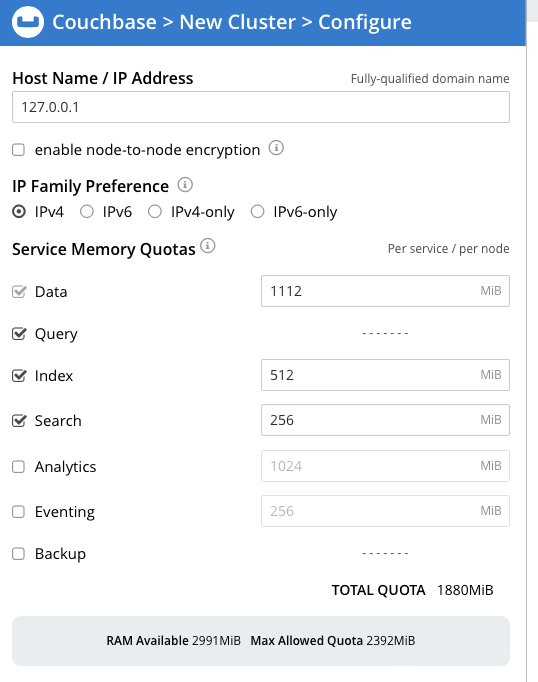 Couchbase > New Cluster > Configure
Host Name / IP Address Fully-qualified domain name
127.0.0.1
enable node-to-node encryption
IP Family Preference
IPv4 IPv6 IPv4-only IPv6-only
Service Memory Quotas Per service / per node
Data 1112 MiB
Query -------
Index 512 MiB
Search 256 MiB
Analytics 1024 MiB
Eventing 256 MiB
Backup -------
TOTAL QUOTA 1880MiB
RAM Available 2991MiB Max Allowed Quota 2392MiB